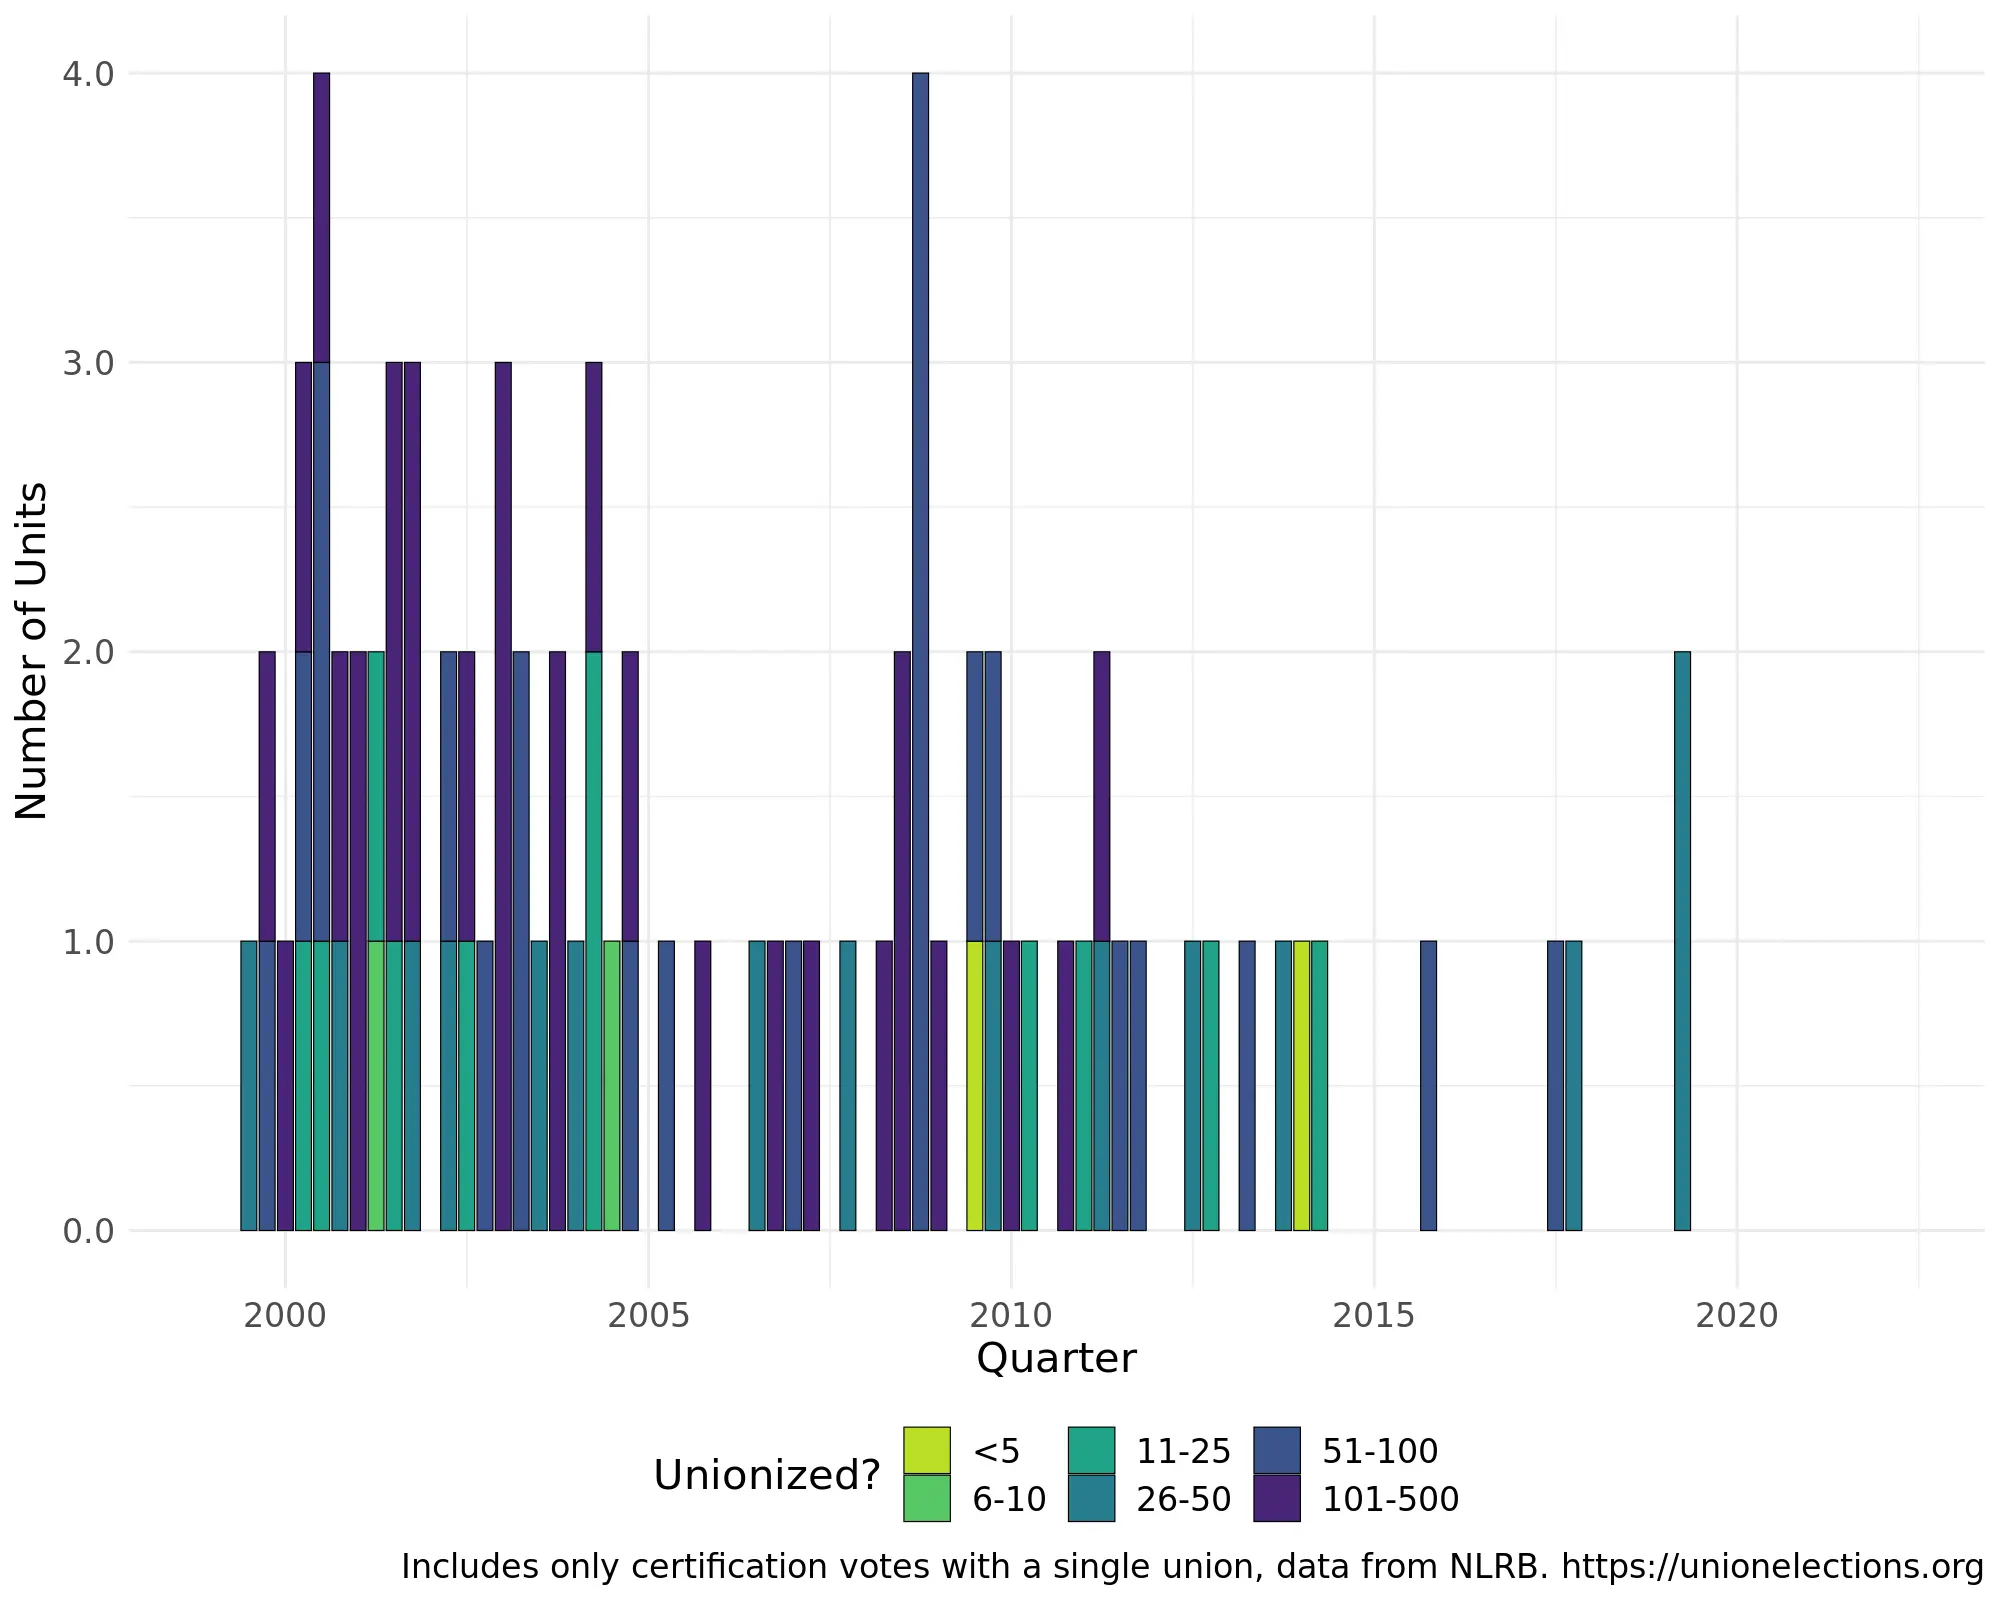 4.0
3.0
2.0
1.0
0.0
Number of Units
2000 2005 2010 2015 2020
Quarter
Unionized?
<5 11-25 51-100
6-10 26-50 101-500
Includes only certification votes with a single union, data from NLRB. https://unionelections.org